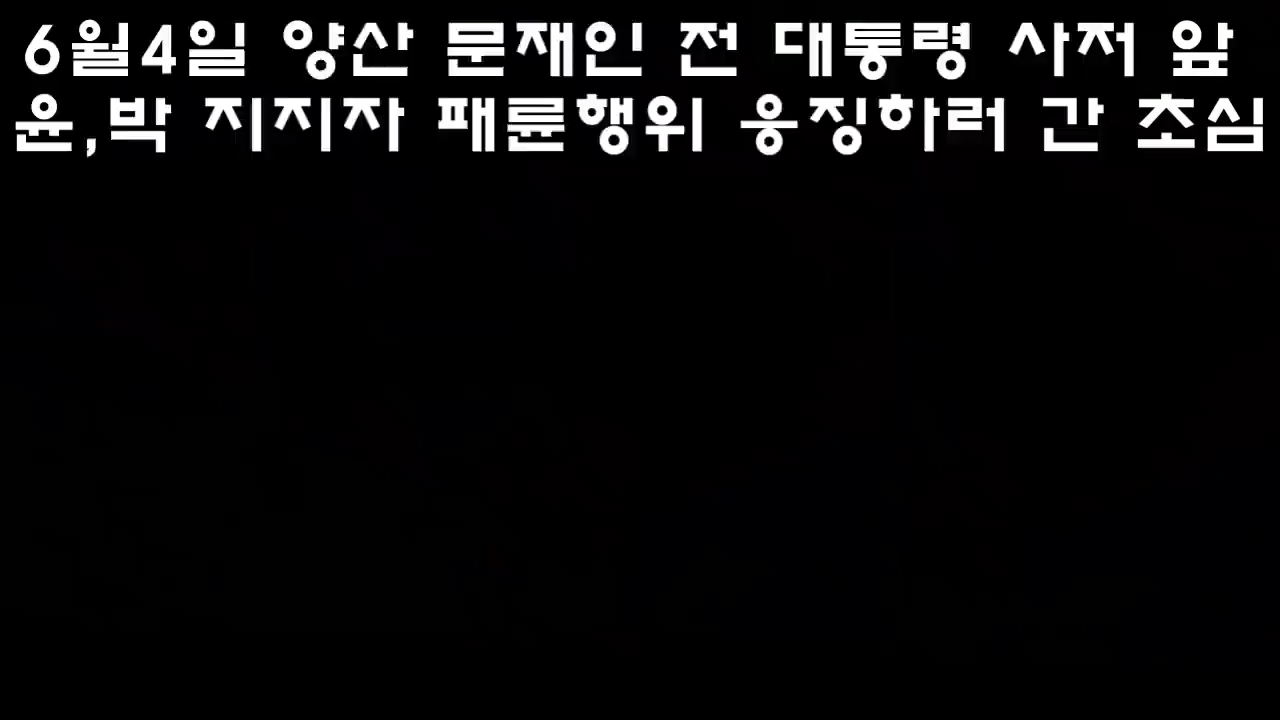 6월4일 양산 문재인 전 대통령 사저 앞
윤,박 지지자 패륜행위 응징하러 간 초심